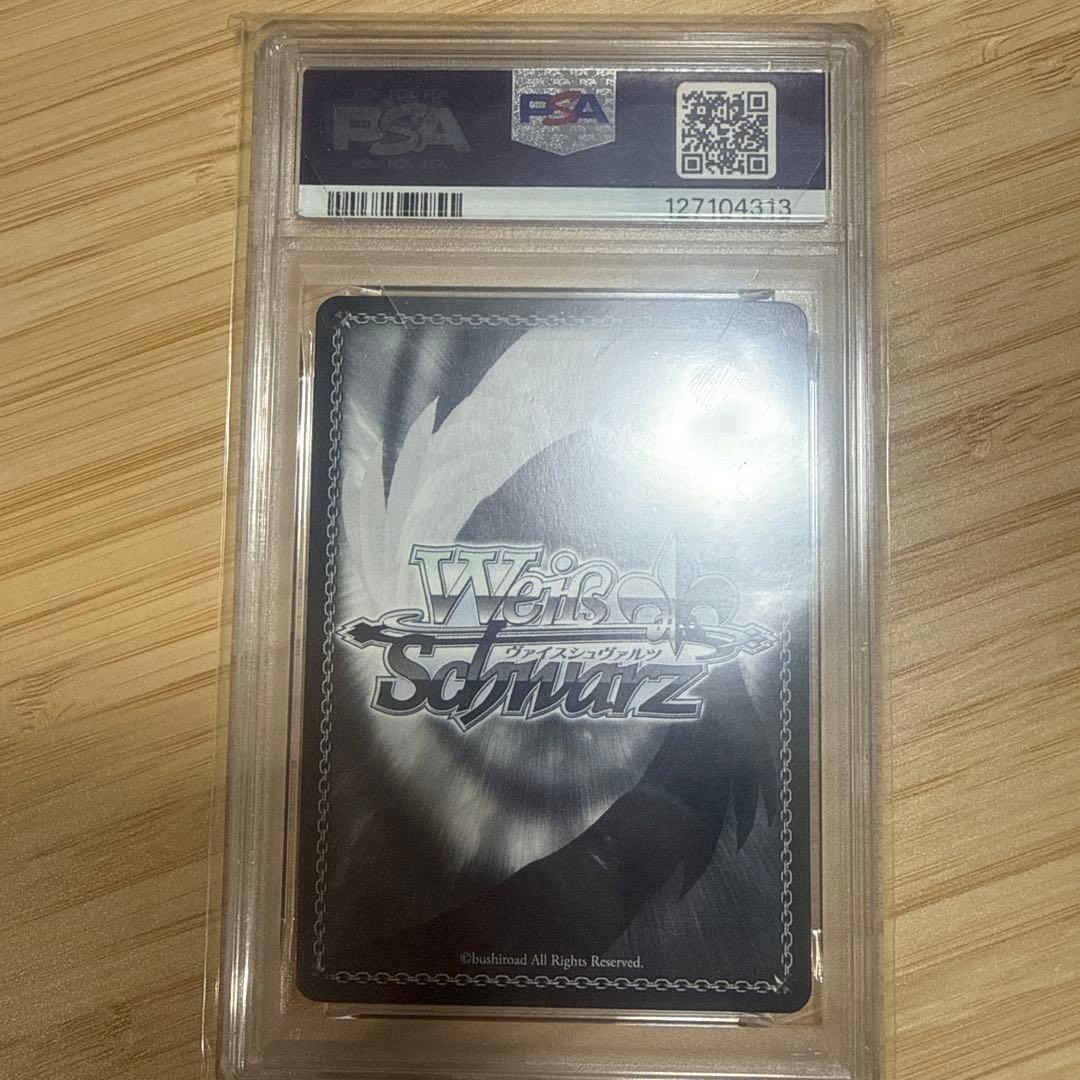 PSA
PSA
127104313
Weiß
ヴァイスシュヴァルツ
Schwarz
©bushiroad All Rights Reserved.